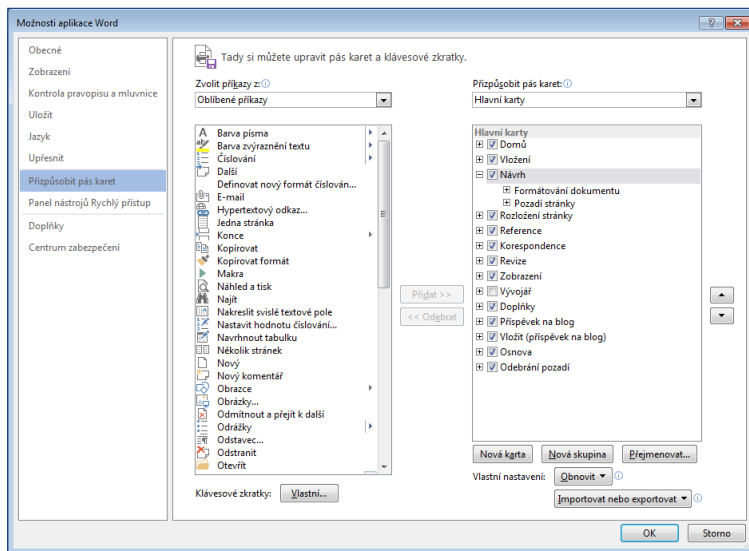 Možnosti aplikace Word
Obecné
Zobrazení
Kontrola pravopisu a mluvnice
Uložit
Jazyk
Upřesnit
Přizpůsobit pás karet
Panel nástrojů Rychlý přístup
Doplňky
Centrum zabezpečení
Tady si můžete upravit pás karet a klávesové zkratky.
Zvolit příkazy z:
Oblíbené příkazy
Barva písma
Barva zvýraznění textu
Číslování
Další
Definovat nový formát číslován...
E-mail
Hypertextový odkaz...
Jedna stránka
Konce
Kopírovat
Kopírovat formát
Makra
Náhled a tisk
Najít
Nakreslit svislé textové pole
Nastavit hodnotu číslování...
Navrhnout tabulku
Několik stránek
Nový
Nový komentář
Obrazce
Obrázky...
Odmítnout a přejít k další
Odrážky
Odstavec...
Odstranit
Otevřít
Klávesové zkratky: Vlastní...
Přidat >>
<< Odebrat
Přizpůsobit pás karet:
Hlavní karty
Hlavní karty
Domů
Vložení
Návrh
Formátování dokumentu
Pozadí stránky
Rozložení stránky
Reference
Korespondence
Revize
Zobrazení
Vývojář
Doplňky
Příspěvek na blog
Vložit (příspěvek na blog)
Osnova
Odebrání pozadí
Nová karta Nová skupina Přejmenovat...
Vlastní nastavení: Obnovit
Importovat nebo exportovat
OK Storno